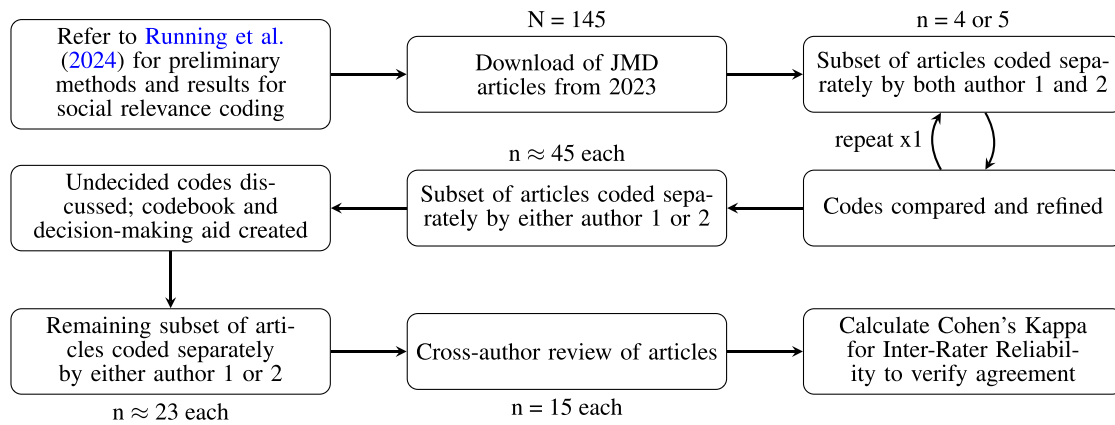 Refer to Running et al.
(2024) for preliminary
methods and results for
social relevance coding
N = 145
Download of JMD
articles from 2023
n = 4 or 5
Subset of articles coded sepa-
rately by both author 1 and 2
repeat x1
Codes compared and refined
n ≈ 45 each
Subset of articles coded sepa-
rately by either author 1 or 2
Undecided codes dis-
cussed; codebook and
decision-making aid created
Remaining subset of arti-
cles coded separately
by either author 1 or 2
n ≈ 23 each
Cross-author review of articles
n = 15 each
Calculate Cohen's Kappa
for Inter-Rater Reliabil-
ity to verify agreement